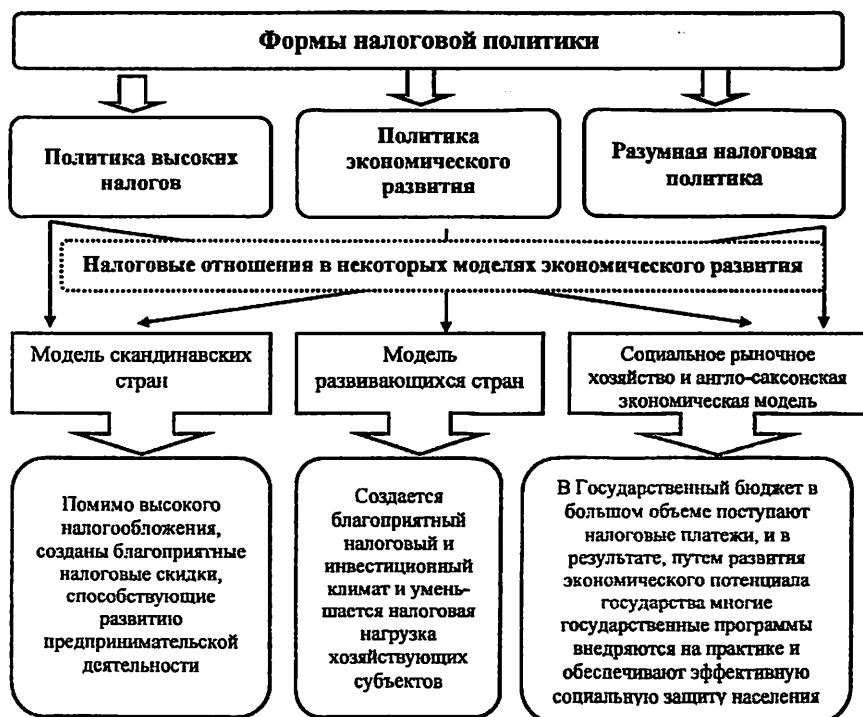 Формы налоговой политики
Политика высоких
налогов
Политика
экономического
развития
Разумная налоговая
политика
Налоговые отношения в некоторых моделях экономического развития
Модель скандинавских
стран
Модель
развивающихся стран
Социальное рыночное
хозяйство и англо-саксонская
экономическая модель
Помимо высокого
налогообложения,
созданы благоприятные
налоговые скидки,
способствующие
развитию
предпринимательской
деятельности
Создается
благоприятный
налоговый и
инвестиционный
климат и умень-
шается налоговая
нагрузка
хозяйствующих
субъектов
В Государственный бюджет в
большом объеме поступают
налоговые платежи, и в
результате, путем развития
экономического потенциала
государства многие
государственные программы
внедряются на практике и
обеспечивают эффективную
социальную защиту населения